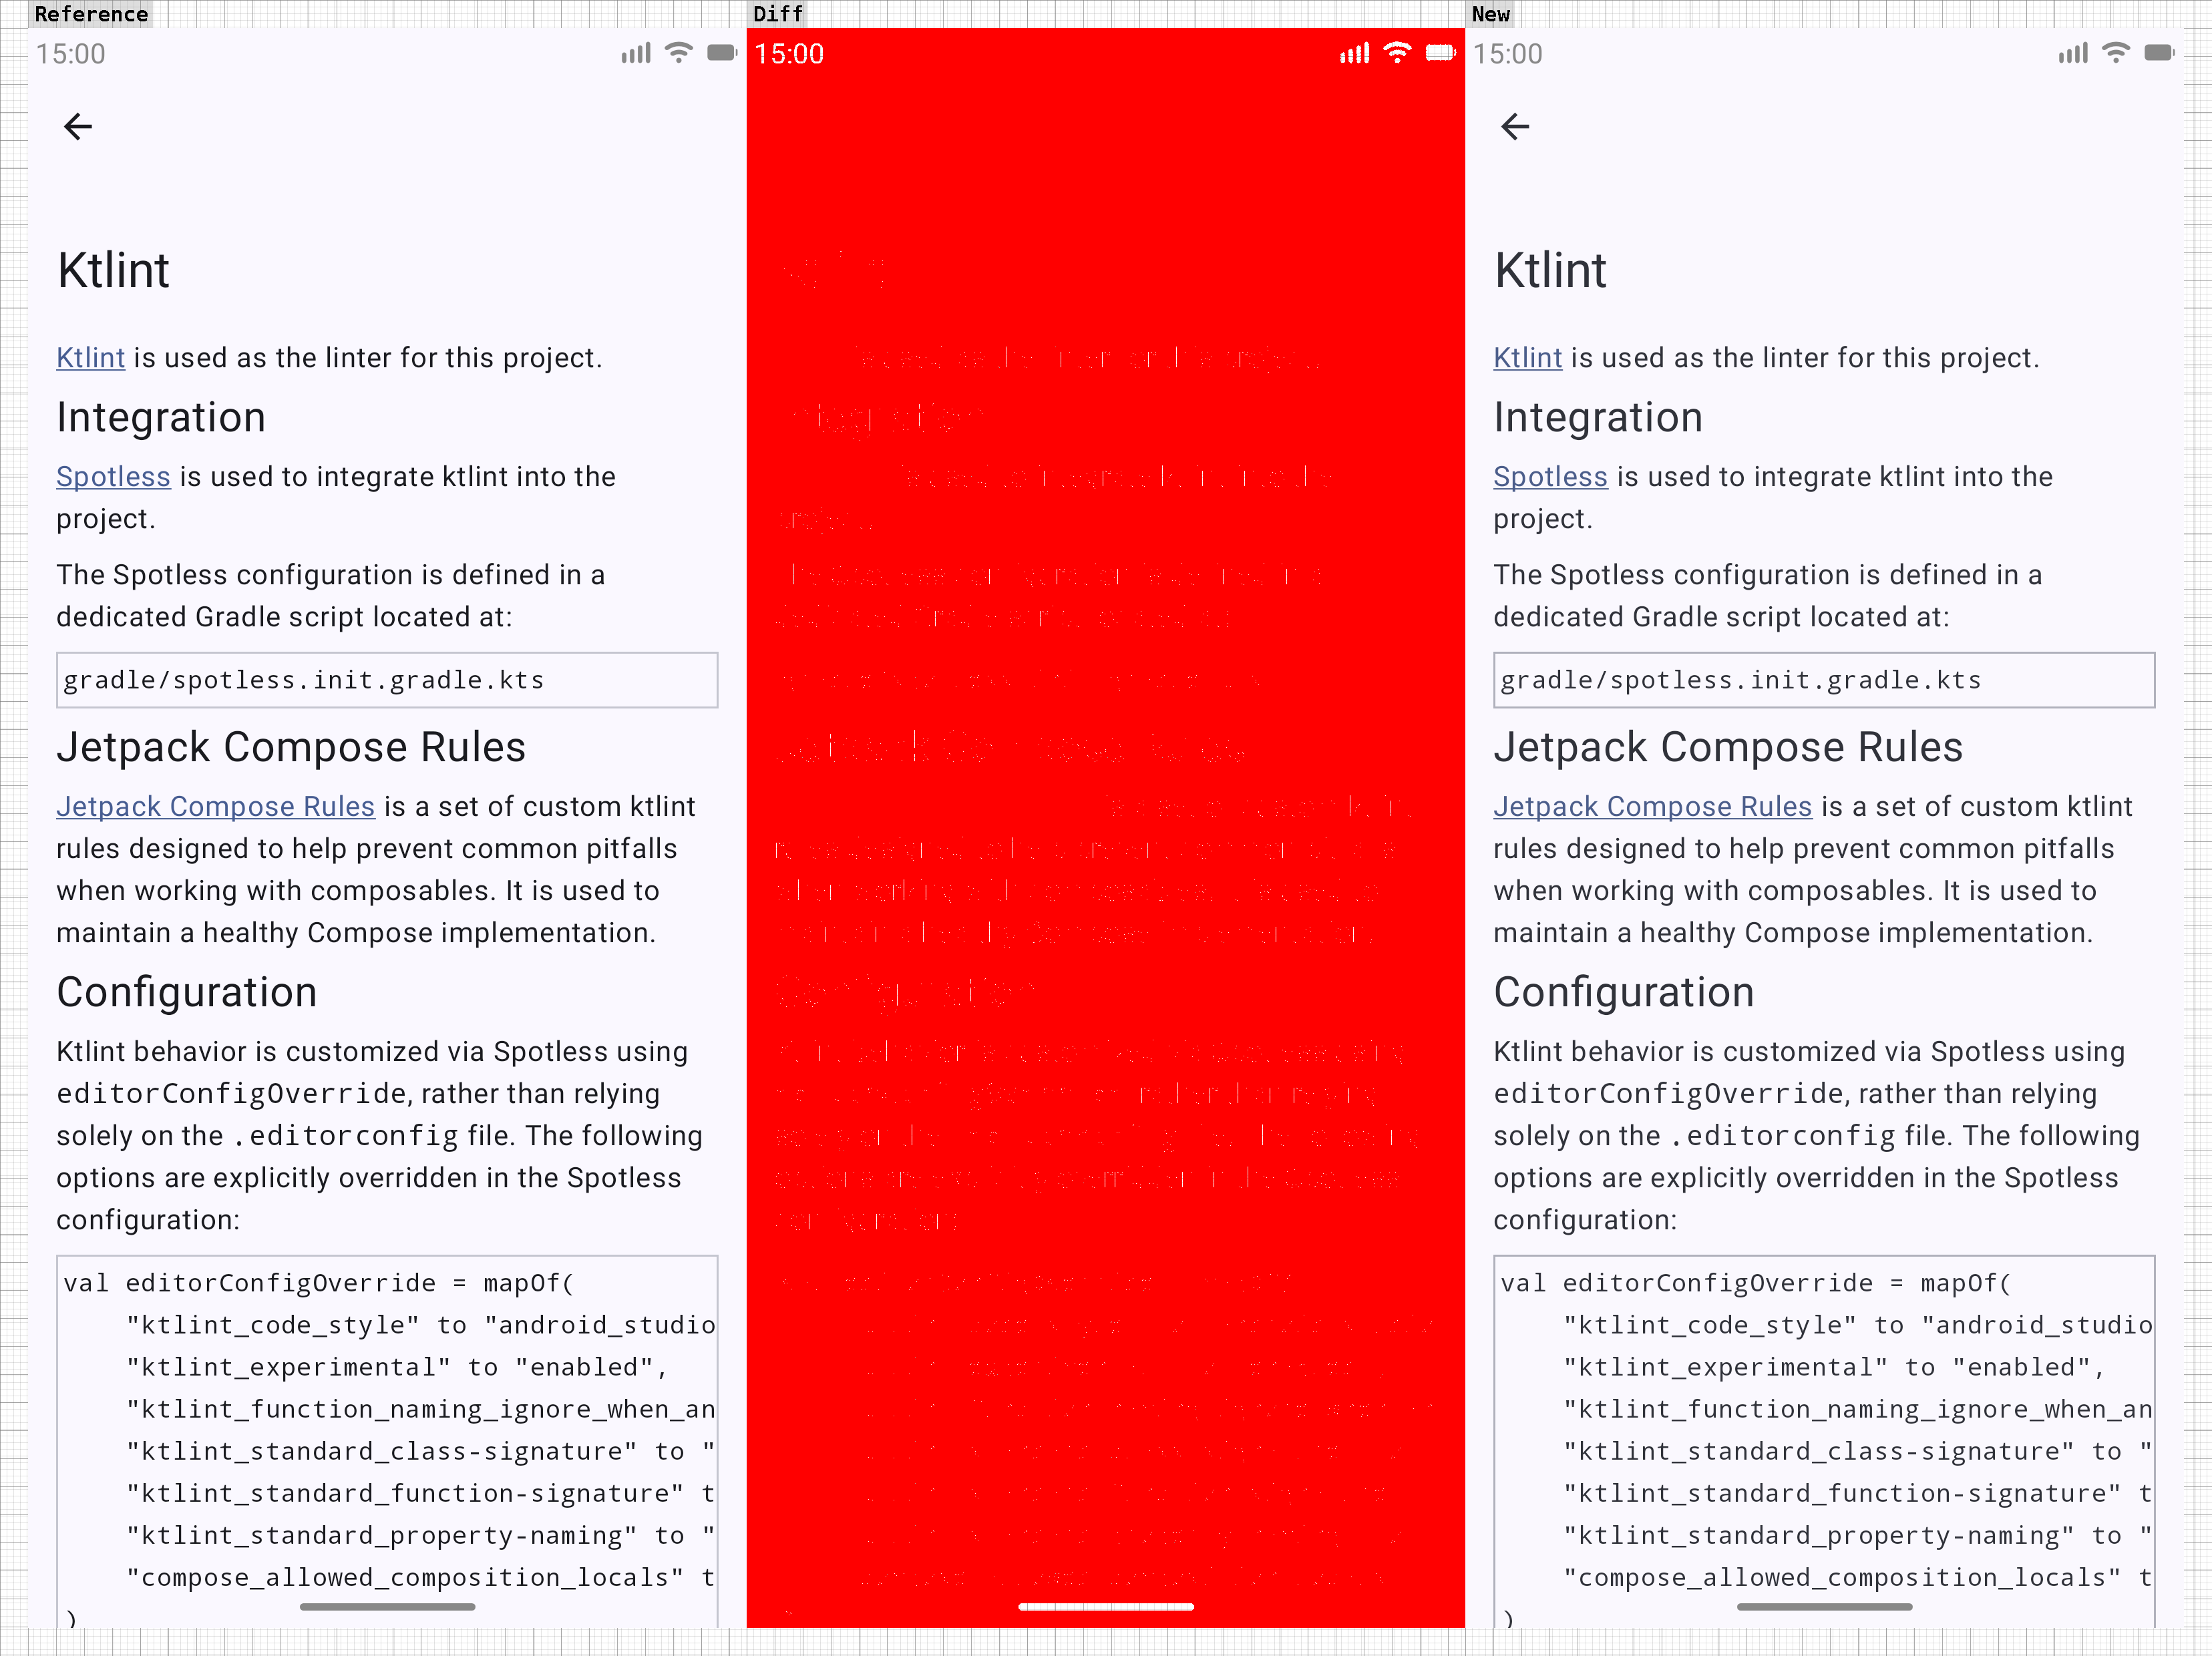 Reference
15:00
Ktlint
Ktlint is used as the linter for this project.
Integration
Spotless is used to integrate ktlint into the
project.
The Spotless configuration is defined in a
dedicated Gradle script located at:
gradle/spotless.init.gradle.kts
Jetpack Compose Rules
Jetpack Compose Rules is a set of custom ktlint
rules designed to help prevent common pitfalls
when working with composables. It is used to
maintain a healthy Compose implementation.
Configuration
Ktlint behavior is customized via Spotless using
editorConfigOverride, rather than relying
solely on the .editorconfig file. The following
options are explicitly overridden in the Spotless
configuration:
val editorConfigOverride = mapOf(
"ktlint_code_style" to "android_studio
"ktlint_experimental" to "enabled",
"ktlint_function_naming_ignore_when_an
"ktlint_standard_class-signature" to "
"ktlint_standard_function-signature" t
"ktlint_standard_property-naming" to "
"compose_allowed_composition_locals" t
)
Diff
15:00
New
15:00
Ktlint
Ktlint is used as the linter for this project.
Integration
Spotless is used to integrate ktlint into the
project.
The Spotless configuration is defined in a
dedicated Gradle script located at:
gradle/spotless.init.gradle.kts
Jetpack Compose Rules
Jetpack Compose Rules is a set of custom ktlint
rules designed to help prevent common pitfalls
when working with composables. It is used to
maintain a healthy Compose implementation.
Configuration
Ktlint behavior is customized via Spotless using
editorConfigOverride, rather than relying
solely on the .editorconfig file. The following
options are explicitly overridden in the Spotless
configuration:
val editorConfigOverride = mapOf(
"ktlint_code_style" to "android_studio
"ktlint_experimental" to "enabled",
"ktlint_function_naming_ignore_when_an
"ktlint_standard_class-signature" to "
"ktlint_standard_function-signature" t
"ktlint_standard_property-naming" to "
"compose_allowed_composition_locals" t
)